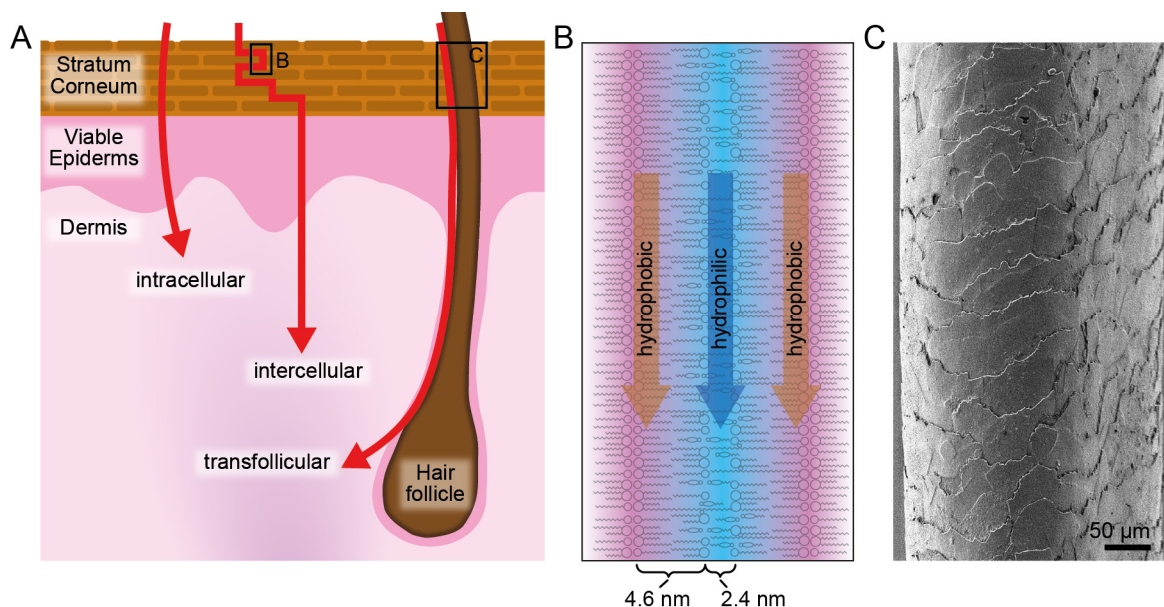 A
Stratum
Corneum
B
C
Viable
Epiderms
Dermis
intracellular
intercellular
transfollicular
Hair
follicle
B
hydrophobic
hydrophilic
hydrophobic
4.6 nm
2.4 nm
C
50 µm